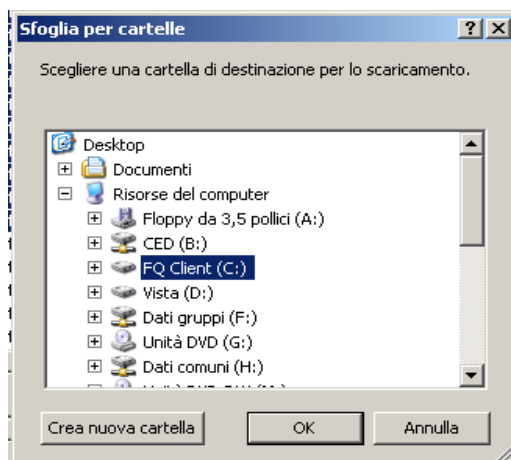 Sfoglia per cartelle
Scegliere una cartella di destinazione per lo scaricamento.
Desktop
Documenti
Risorse del computer
Floppy da 3,5 pollici (A:)
CED (B:)
FQ Client (C:)
Vista (D:)
Dati gruppi (F:)
Unità DVD (G:)
Dati comuni (H:)
Crea nuova cartella
OK
Annulla